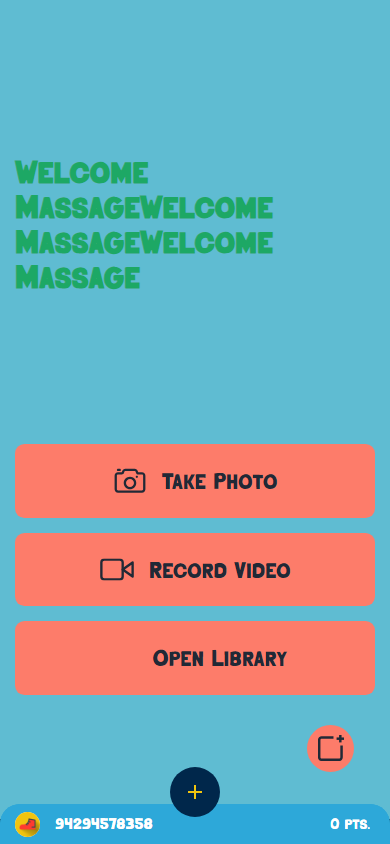 Welcome
MassageWelcome
MassageWelcome
Massage
Take Photo
Record Video
Open Library
94294578358
0 pts.